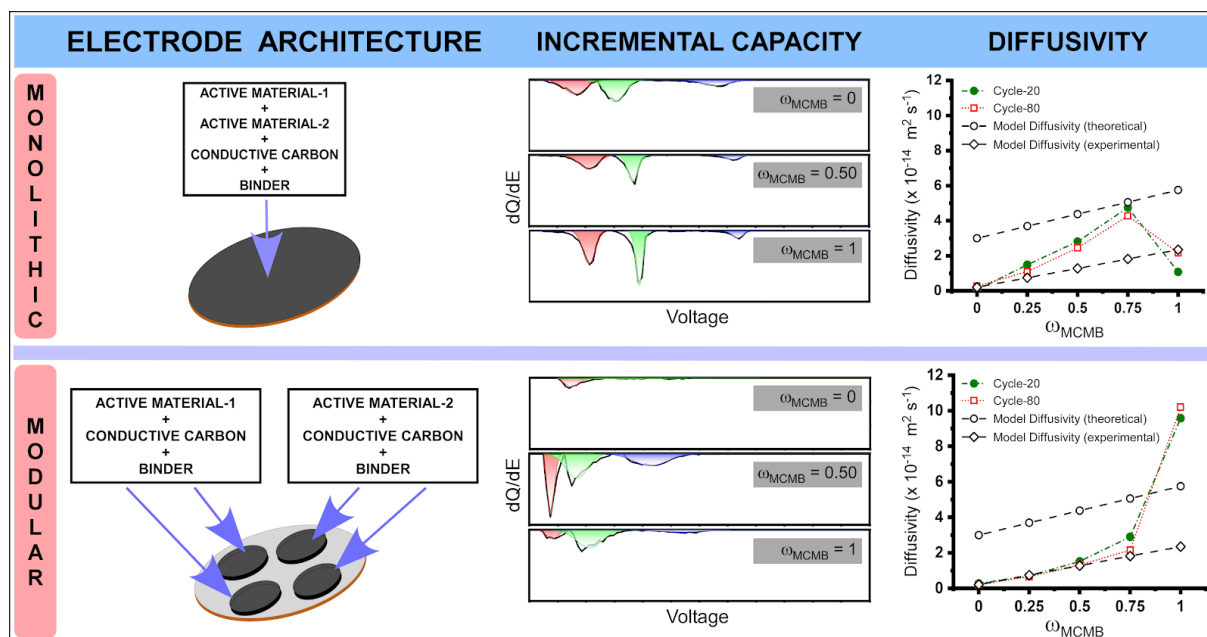 ELECTRODE ARCHITECTURE
INCREMENTAL CAPACITY
DIFFUSIVITY
MONOLITHIC
ACTIVE MATERIAL-1
+
ACTIVE MATERIAL-2
+
CONDUCTIVE CARBON
+
BINDER
dQ/dE
ωMCMB = 0
ωMCMB = 0.50
ωMCMB = 1
Voltage
Diffusivity (x 10⁻¹⁴ m² s⁻¹)
12
10
8
6
4
2
0
Cycle-20
Cycle-80
Model Diffusivity (theoretical)
Model Diffusivity (experimental)
0 0.25 0.5 0.75 1
ωMCMB
MODULAR
ACTIVE MATERIAL-1
+
CONDUCTIVE CARBON
+
BINDER
ACTIVE MATERIAL-2
+
CONDUCTIVE CARBON
+
BINDER
dQ/dE
ωMCMB = 0
ωMCMB = 0.50
ωMCMB = 1
Voltage
Diffusivity (x 10⁻¹⁴ m² s⁻¹)
12
10
8
6
4
2
0
Cycle-20
Cycle-80
Model Diffusivity (theoretical)
Model Diffusivity (experimental)
0 0.25 0.5 0.75 1
ωMCMB